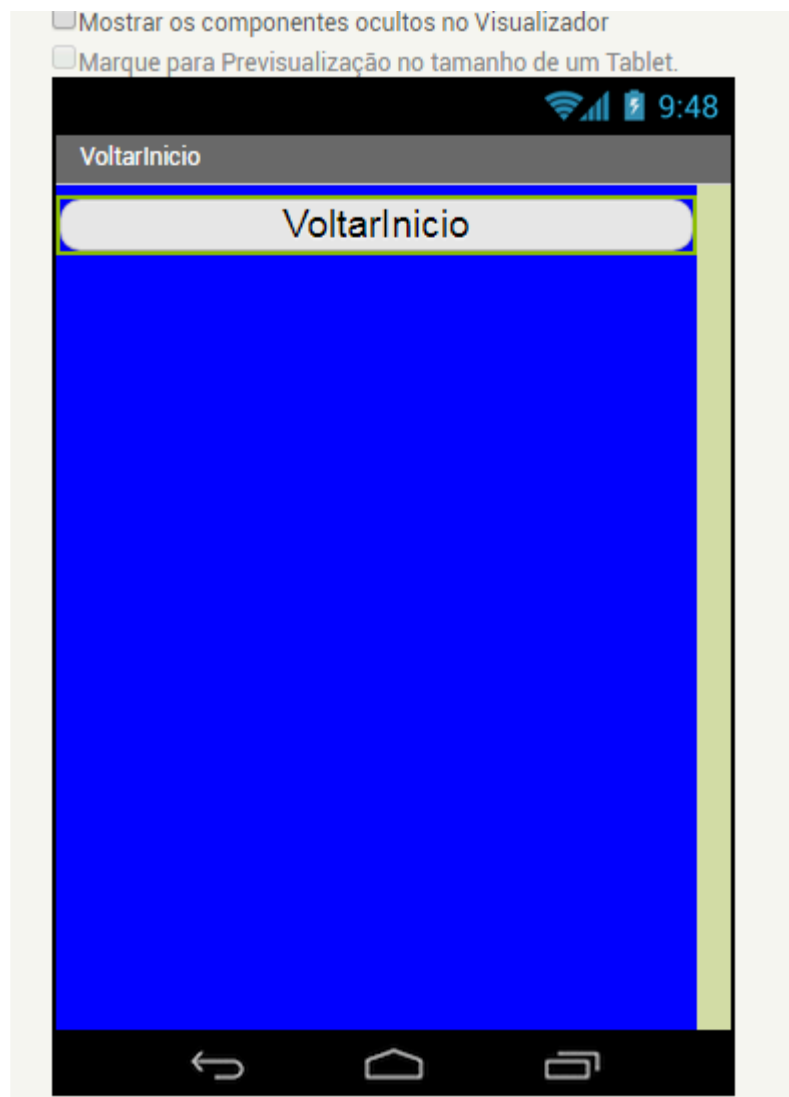 Mostrar os componentes ocultos no Visualizador
Marque para Previsualização no tamanho de um Tablet.
9:48
VoltarInicio
VoltarInicio